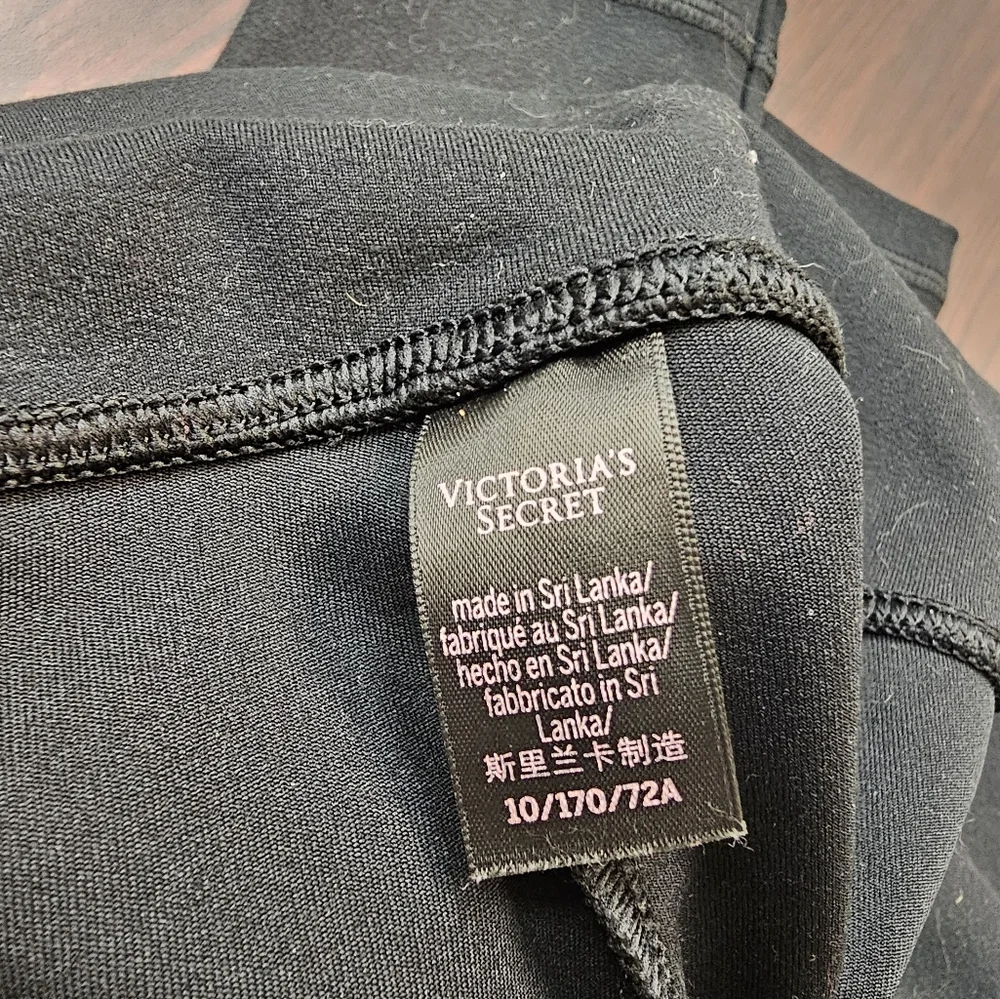 VICTORIA'S
SECRET
made in Sri Lanka/
fabriqué au Sri Lanka/
hecho en Sri Lanka/
fabbricato in Sri
Lanka/
斯里兰卡制造
10/170/72A